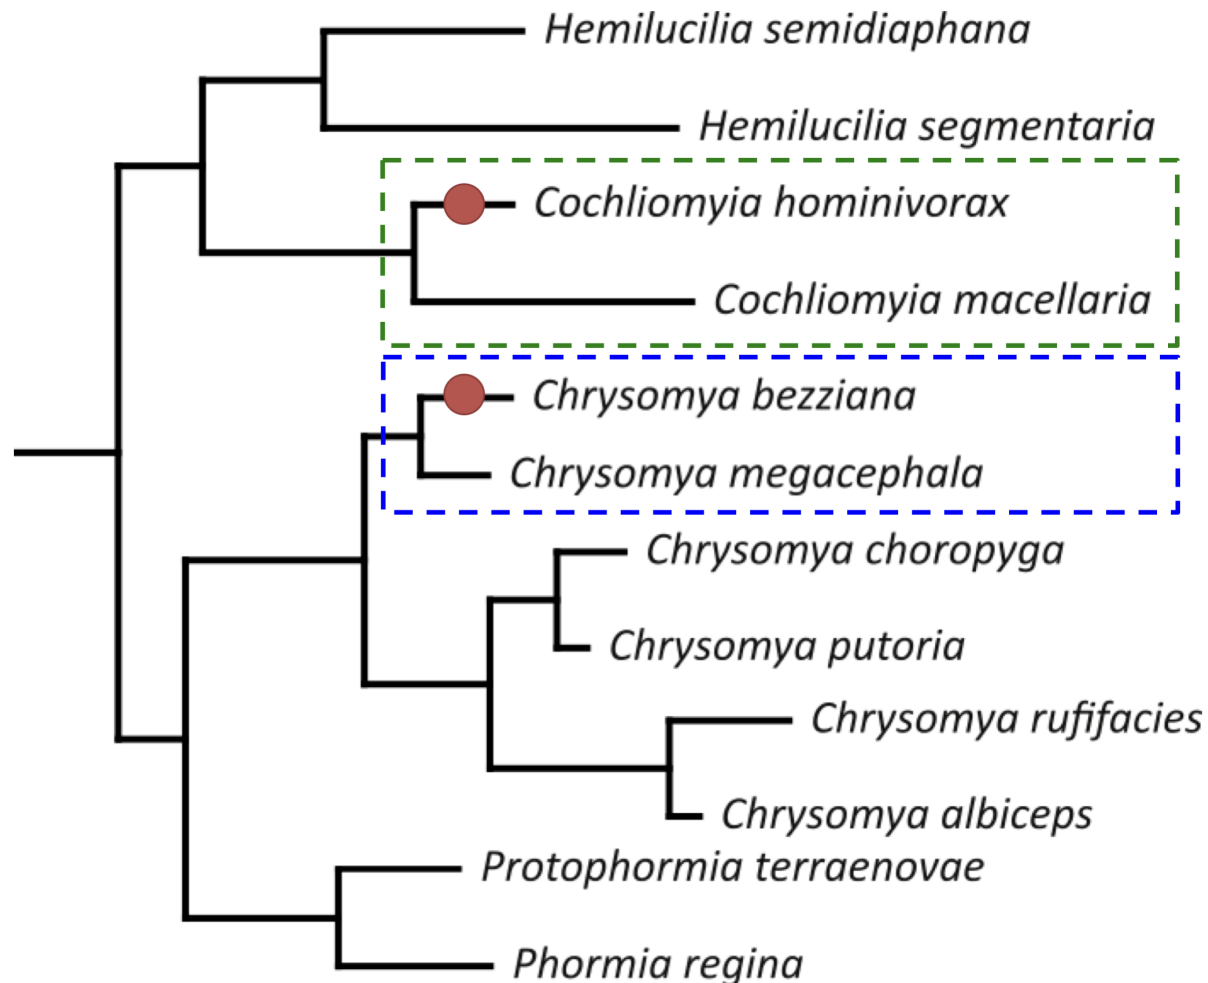 Hemilucilia semidiaphana
Hemilucilia segmentaria
Cochliomyia hominivorax
Cochliomyia macellaria
Chrysomya bezziana
Chrysomya megacephala
Chrysomya choropyga
Chrysomya putoria
Chrysomya rufifacies
Chrysomya albiceps
Protophormia terraenovae
Phormia regina